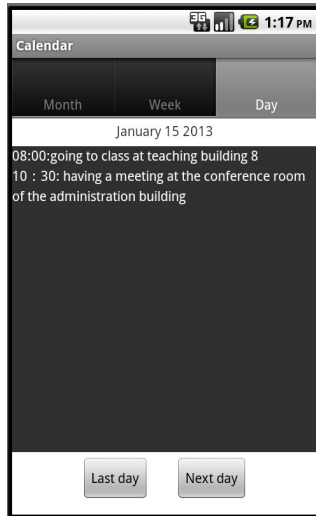 3G 1:17 PM
Calendar
Month Week Day
January 15 2013
08:00:going to class at teaching building 8
10：30: having a meeting at the conference room
of the administration building
Last day Next day